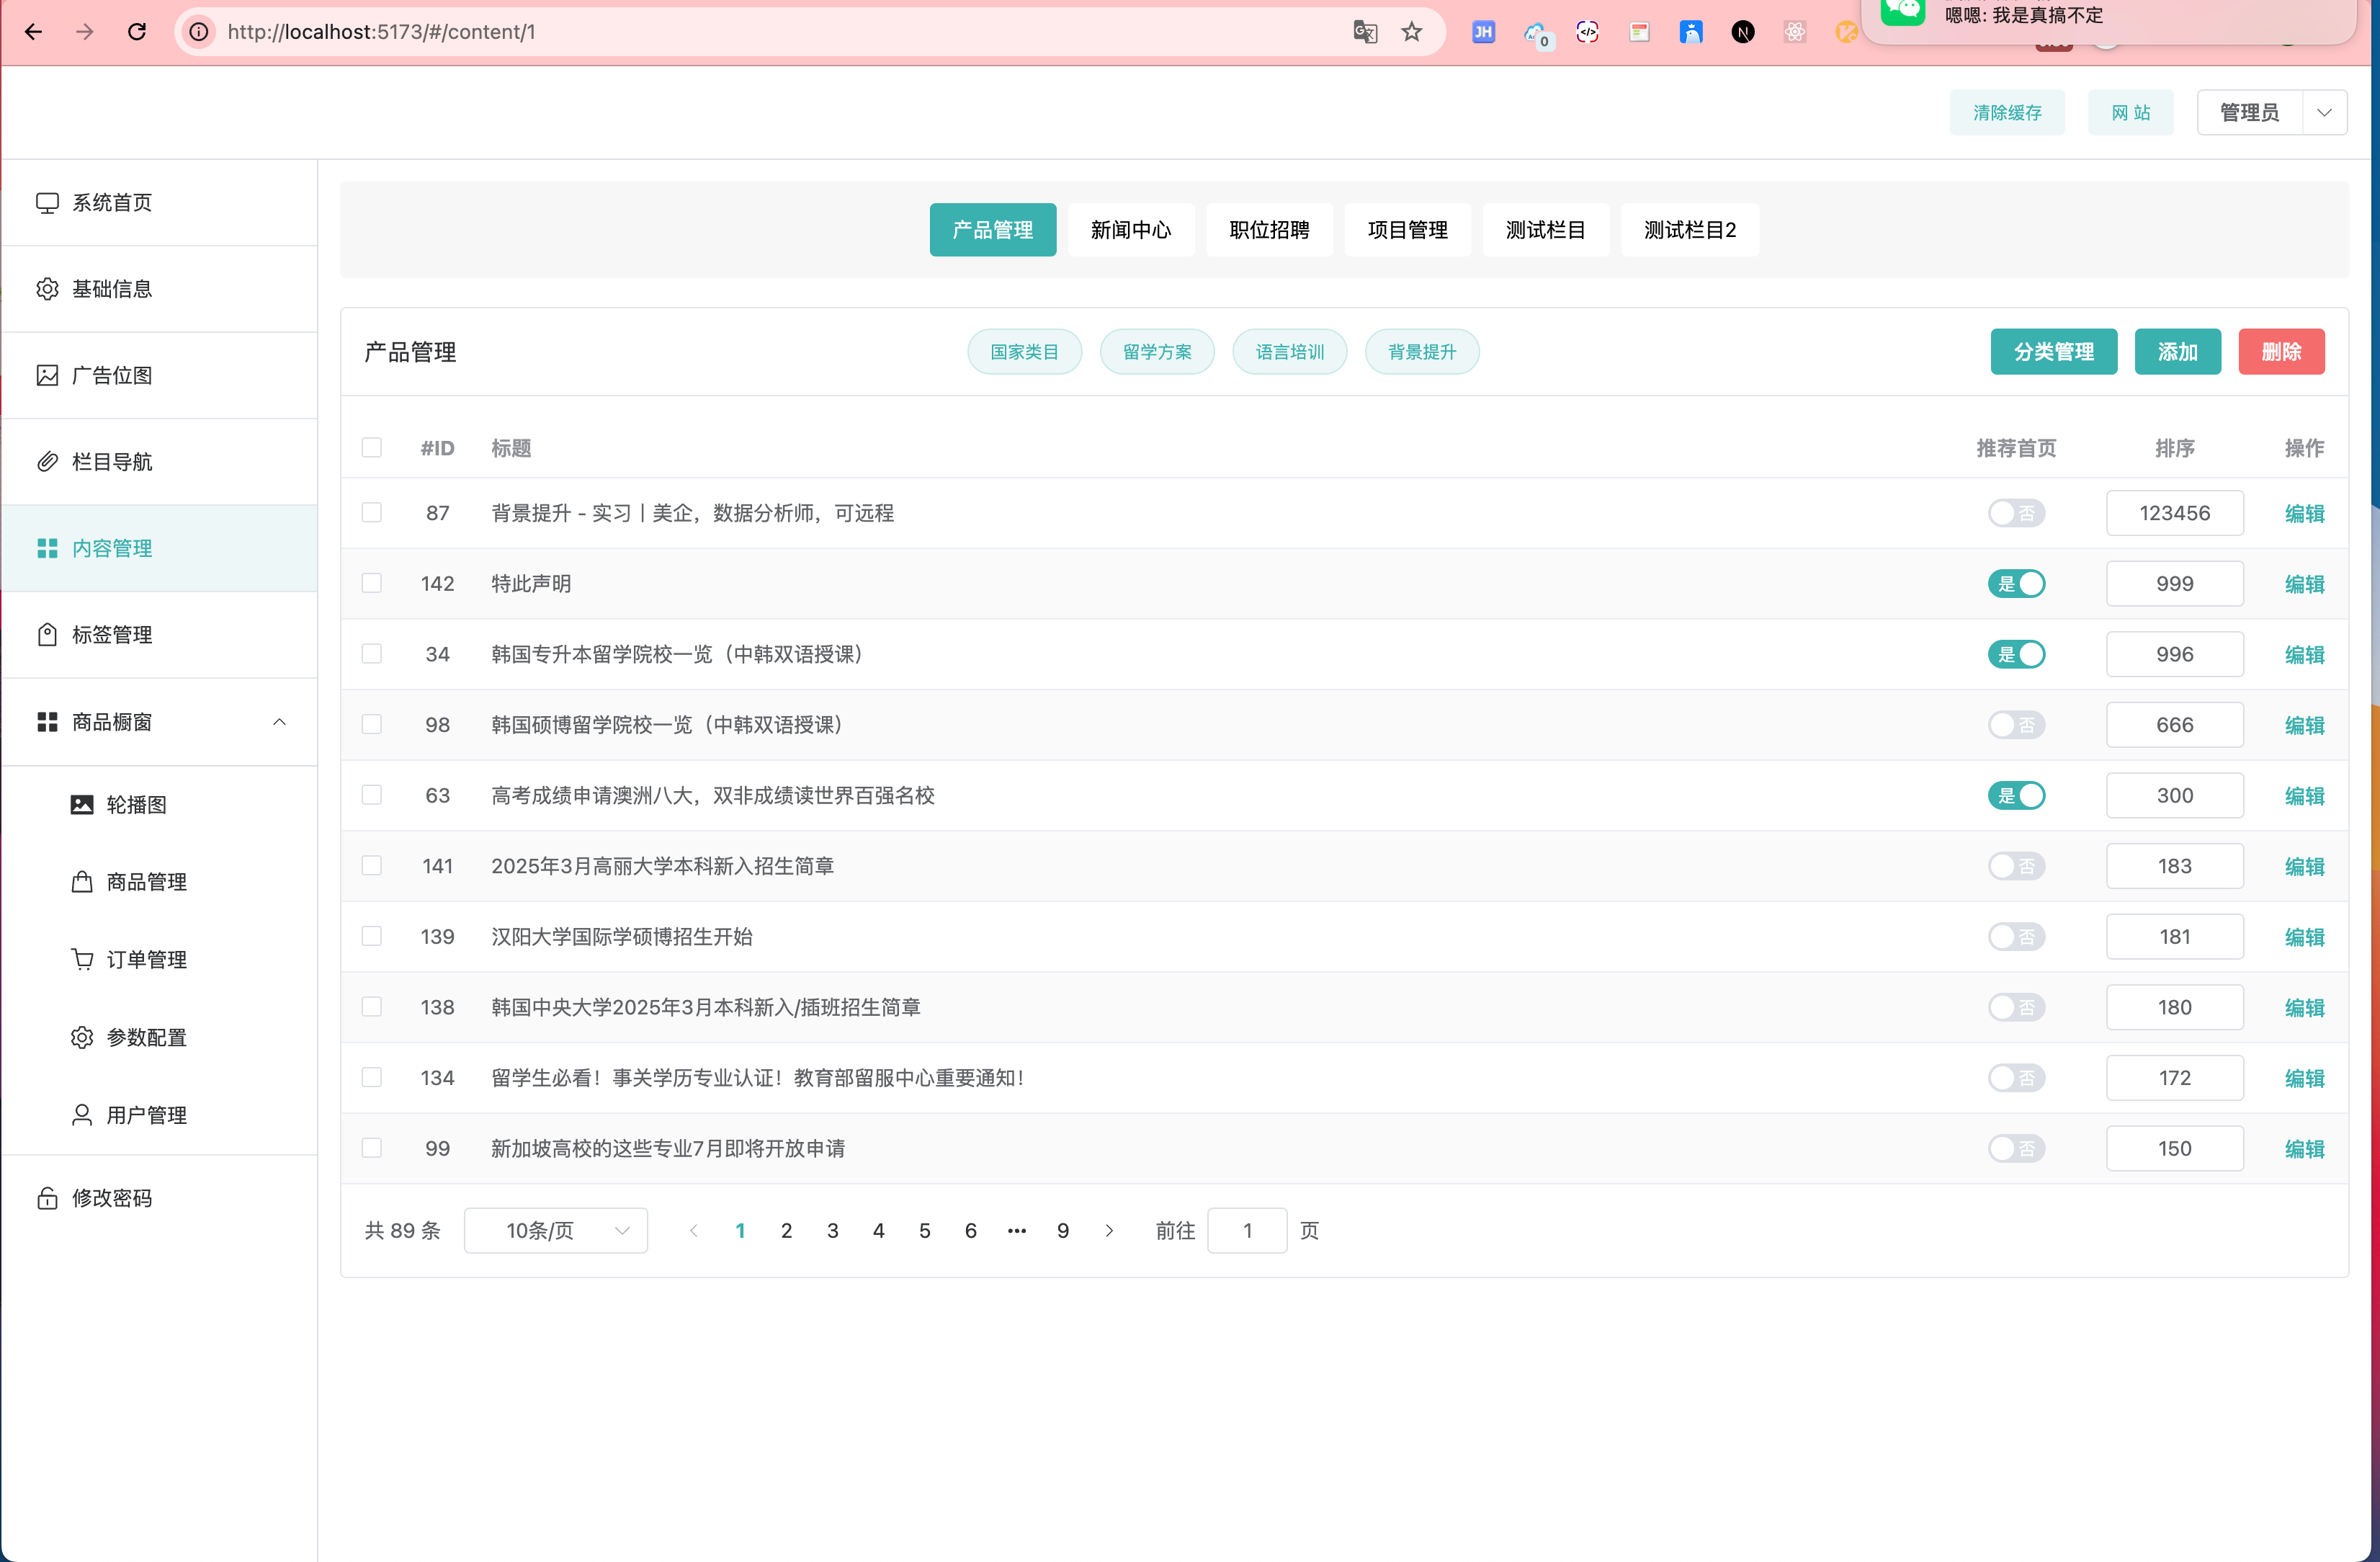 http://localhost:5173/#/content/1
JH
0
N
嗯嗯: 我是真搞不定
清除缓存
网 站
管理员
系统首页
基础信息
广告位图
栏目导航
内容管理
标签管理
商品橱窗
轮播图
商品管理
订单管理
参数配置
用户管理
修改密码
产品管理 新闻中心 职位招聘 项目管理 测试栏目 测试栏目2
产品管理 国家类目 留学方案 语言培训 背景提升 分类管理 添加 删除
#ID 标题 推荐首页 排序 操作
87 背景提升 - 实习丨美企，数据分析师，可远程 否 123456 编辑
142 特此声明 是 999 编辑
34 韩国专升本留学院校一览（中韩双语授课） 是 996 编辑
98 韩国硕博留学院校一览（中韩双语授课） 否 666 编辑
63 高考成绩申请澳洲八大，双非成绩读世界百强名校 是 300 编辑
141 2025年3月高丽大学本科新入招生简章 否 183 编辑
139 汉阳大学国际学硕博招生开始 否 181 编辑
138 韩国中央大学2025年3月本科新入/插班招生简章 否 180 编辑
134 留学生必看！事关学历专业认证！教育部留服中心重要通知！ 否 172 编辑
99 新加坡高校的这些专业7月即将开放申请 否 150 编辑
共 89 条 10条/页 1 2 3 4 5 6 ••• 9 前往 1 页